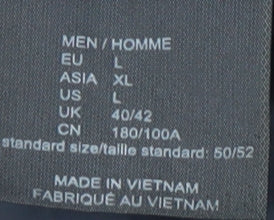 MEN / HOMME
EU L
ASIA XL
US L
UK 40/42
CN 180/100A
standard size/taille standard: 50/52
MADE IN VIETNAM
FABRIQUÉ AU VIETNAM